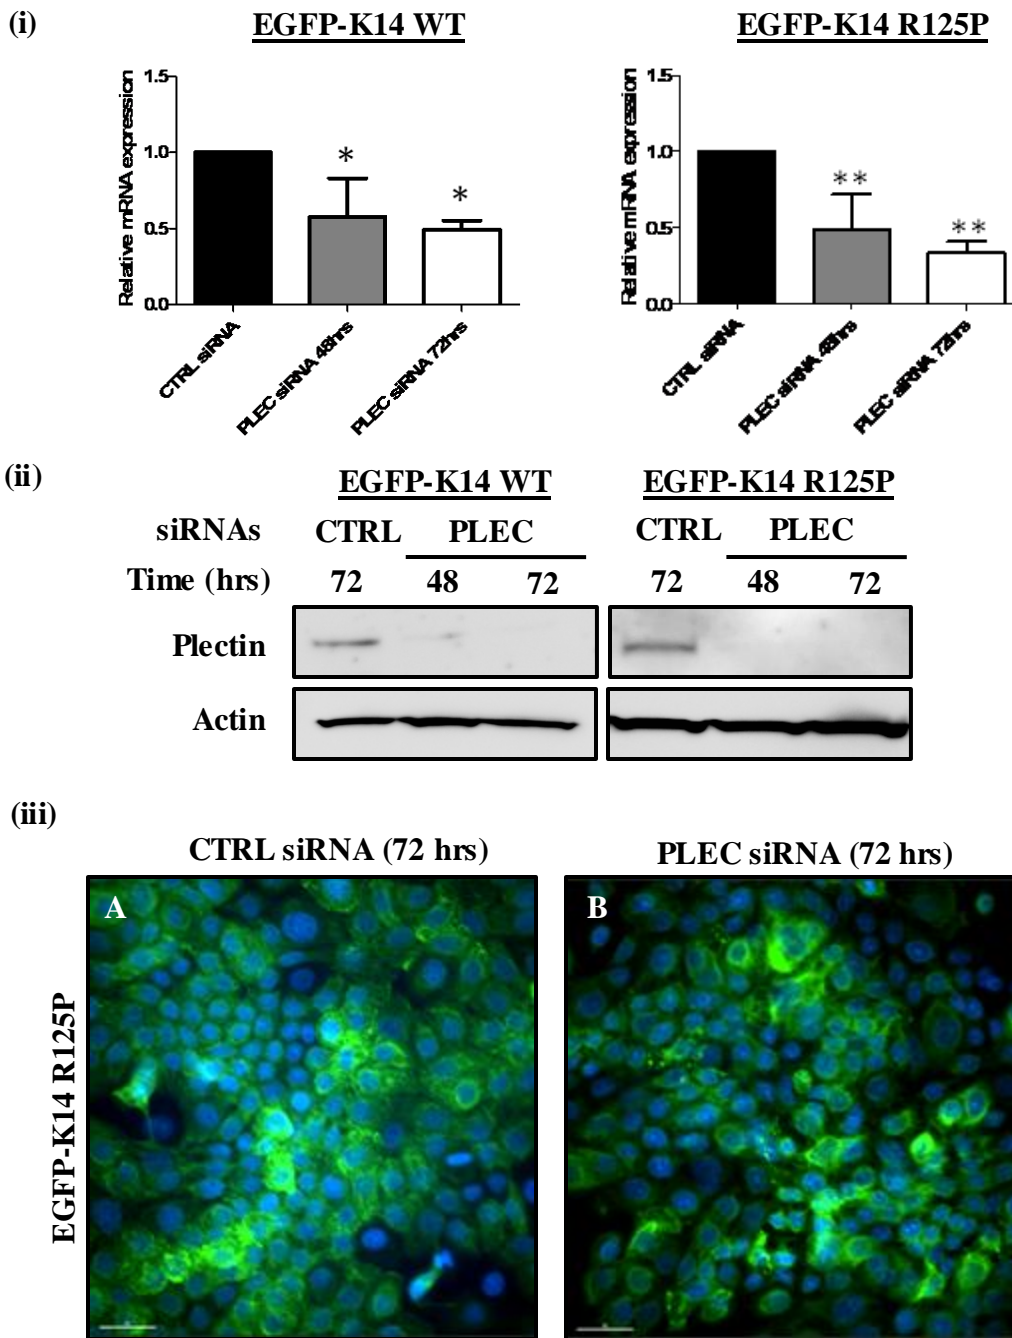 (i)
EGFP-K14 WT
EGFP-K14 R125P
Relative mRNA expression
1.5
1.0
0.5
0.0
*
*
CTRL siRNA
PLEC siRNA 48hrs
PLEC siRNA 72hrs
Relative mRNA expression
1.5
1.0
0.5
0.0
**
**
CTRL siRNA
PLEC siRNA 48hrs
PLEC siRNA 72hrs
(ii)
EGFP-K14 WT EGFP-K14 R125P
siRNAs CTRL PLEC CTRL PLEC
Time (hrs) 72 48 72 72 48 72
Plectin
Actin
(iii)
CTRL siRNA (72 hrs) PLEC siRNA (72 hrs)
EGFP-K14 R125P
A
B